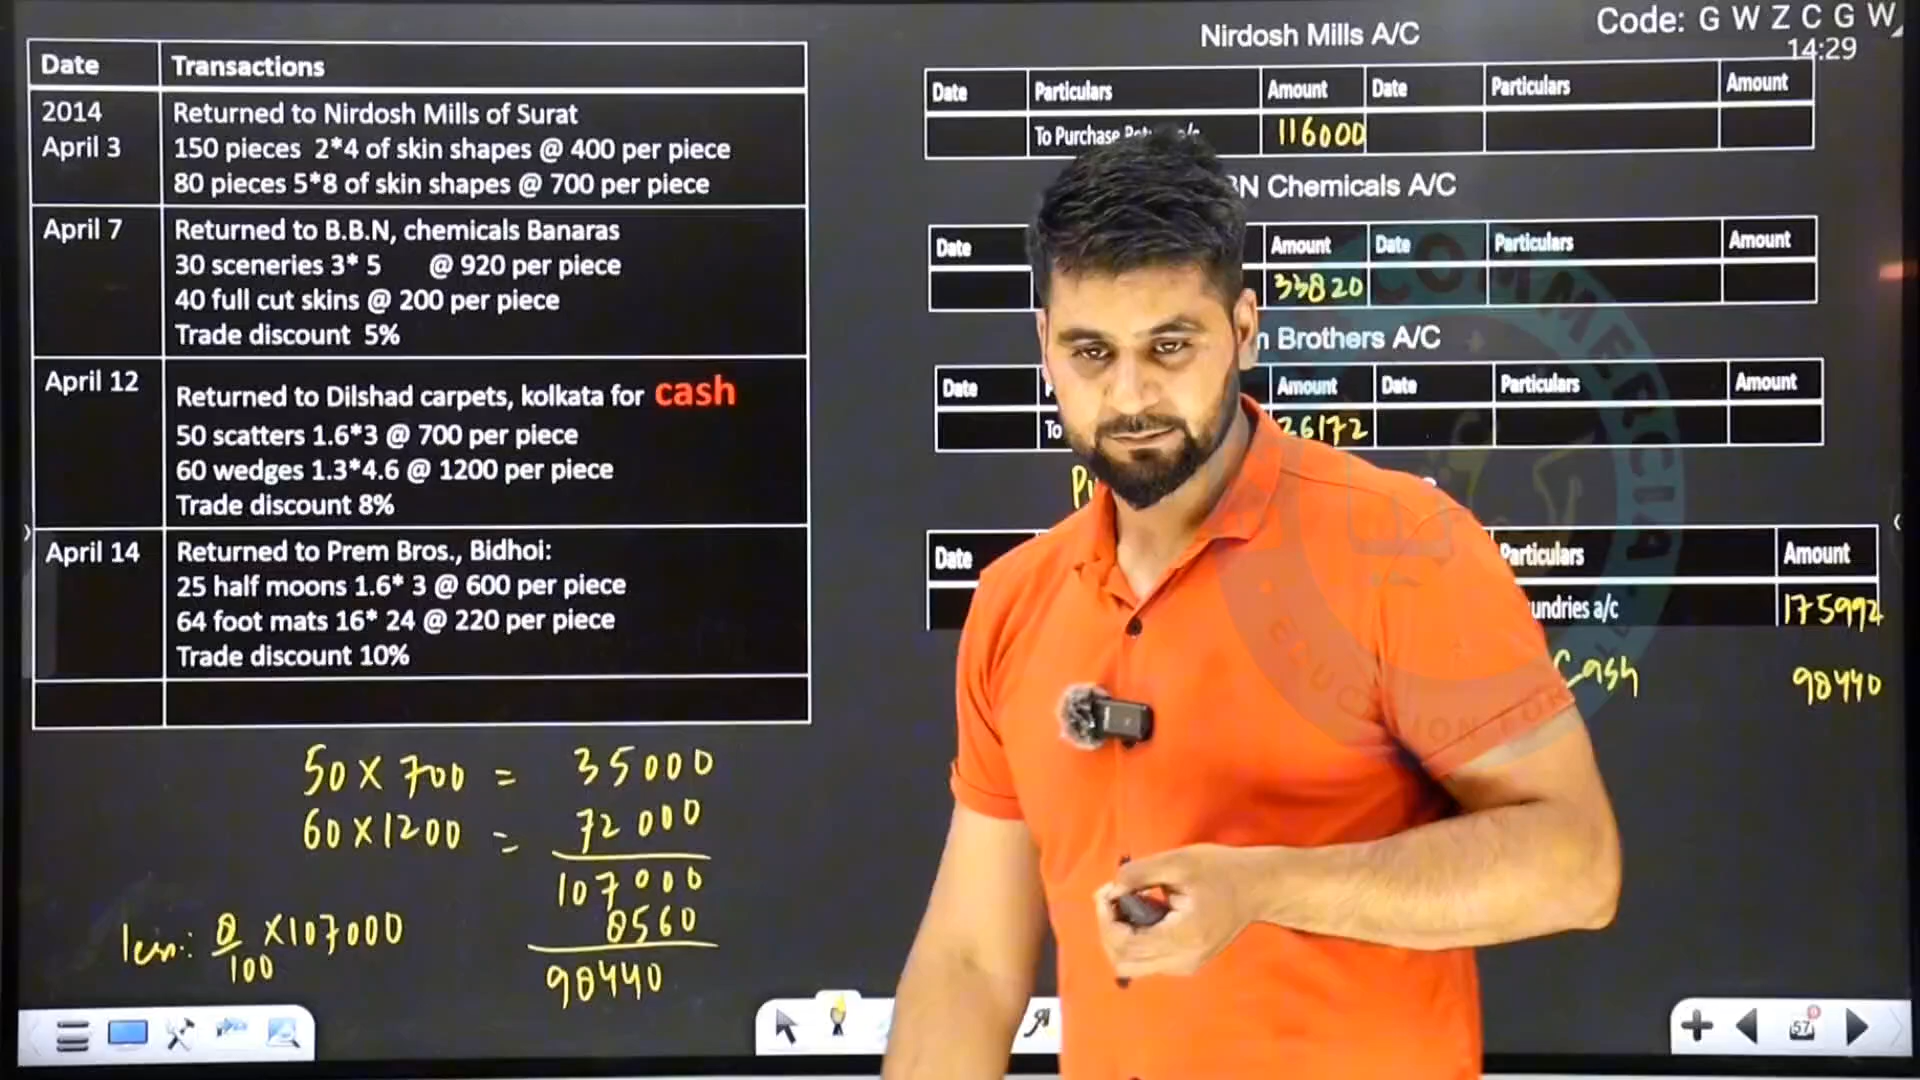 Code: G W Z C G W
14:29
Date Transactions
2014 Returned to Nirdosh Mills of Surat
April 3 150 pieces 2*4 of skin shapes @ 400 per piece
80 pieces 5*8 of skin shapes @ 700 per piece
April 7 Returned to B.B.N, chemicals Banaras
30 sceneries 3* 5 @ 920 per piece
40 full cut skins @ 200 per piece
Trade discount 5%
April 12 Returned to Dilshad carpets, kolkata for cash
50 scatters 1.6*3 @ 700 per piece
60 wedges 1.3*4.6 @ 1200 per piece
Trade discount 8%
April 14 Returned to Prem Bros., Bidhoi:
25 half moons 1.6* 3 @ 600 per piece
64 foot mats 16* 24 @ 220 per piece
Trade discount 10%
50 X 700 = 35000
60 X 1200 = 72000
107000
8560
less: 8/100 X 107000
98440
Nirdosh Mills A/C
Date Particulars Amount Date Particulars Amount
To Purchase 116000
Chemicals A/C
Date Amount Date Particulars Amount
33820
Brothers A/C
Date Amount Date Particulars Amount
To 26172
Date Particulars Amount
a/c 175992
Cash 98440
57